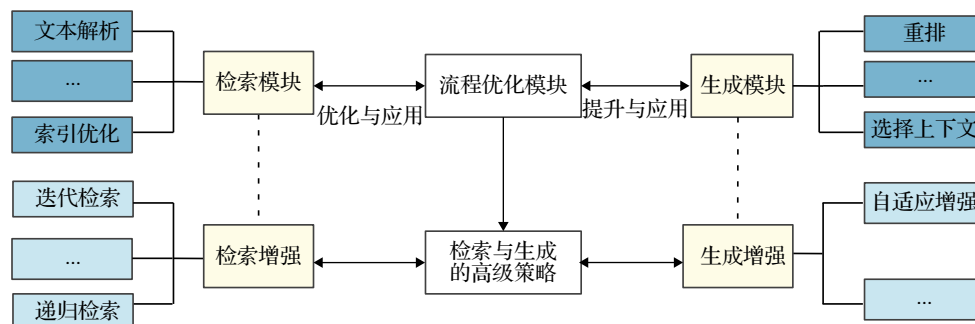 文本解析
...
索引优化
检索模块
优化与应用
流程优化模块
提升与应用
生成模块
重排
...
选择上下文
迭代检索
...
递归检索
检索增强
检索与生成
的高级策略
生成增强
自适应增强
...